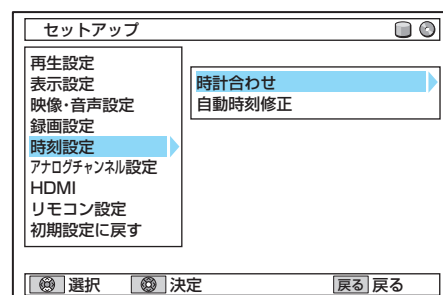 セットアップ
再生設定
表示設定
映像・音声設定
録画設定
時刻設定
アナログチャンネル設定
HDMI
リモコン設定
初期設定に戻す
時計合わせ
自動時刻修正
選択 決定 戻る 戻る